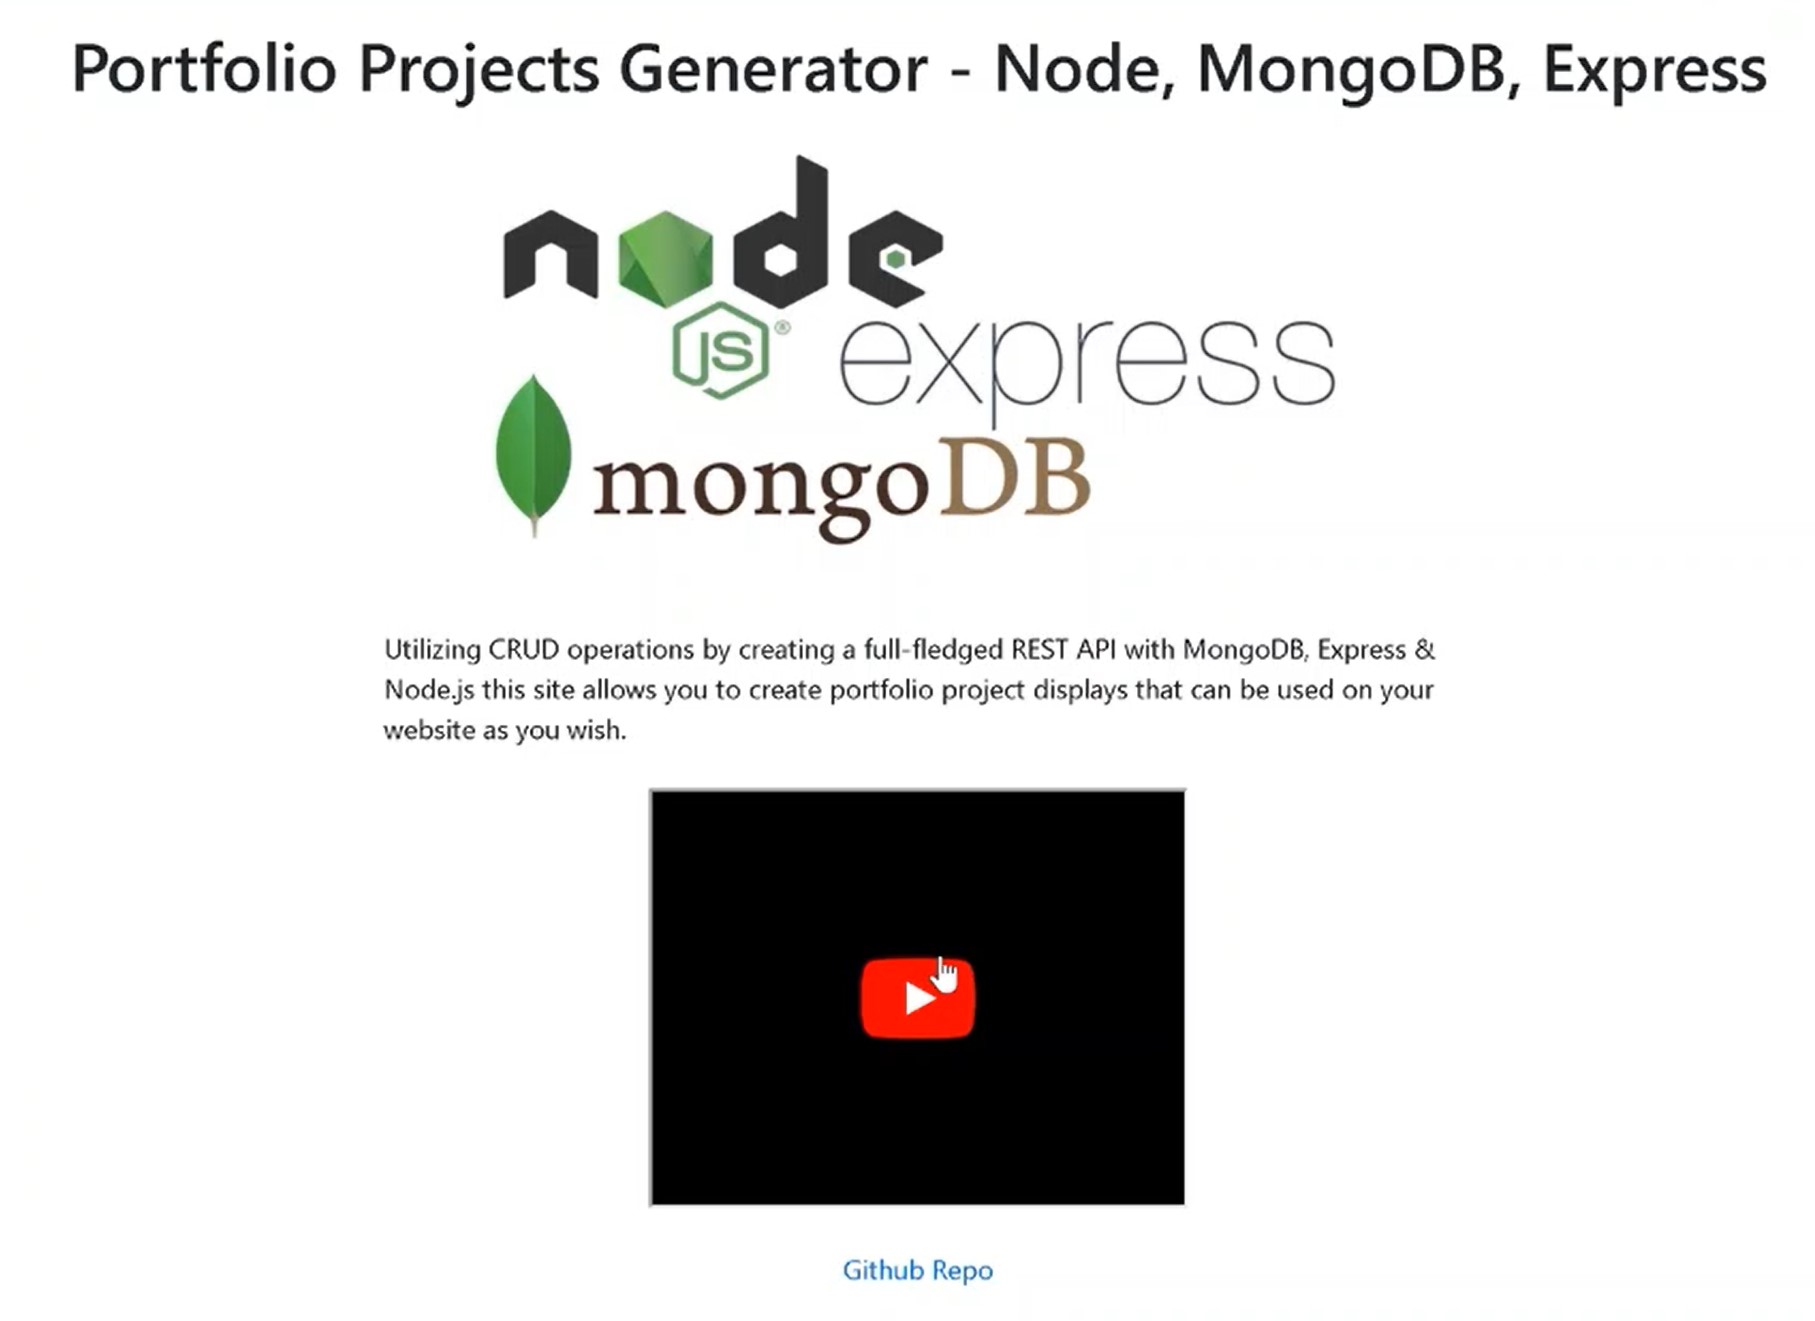 Portfolio Projects Generator - Node, MongoDB, Express
node
JS®
express
mongoDB
Utilizing CRUD operations by creating a full-fledged REST API with MongoDB, Express &
Node.js this site allows you to create portfolio project displays that can be used on your
website as you wish.
Github Repo